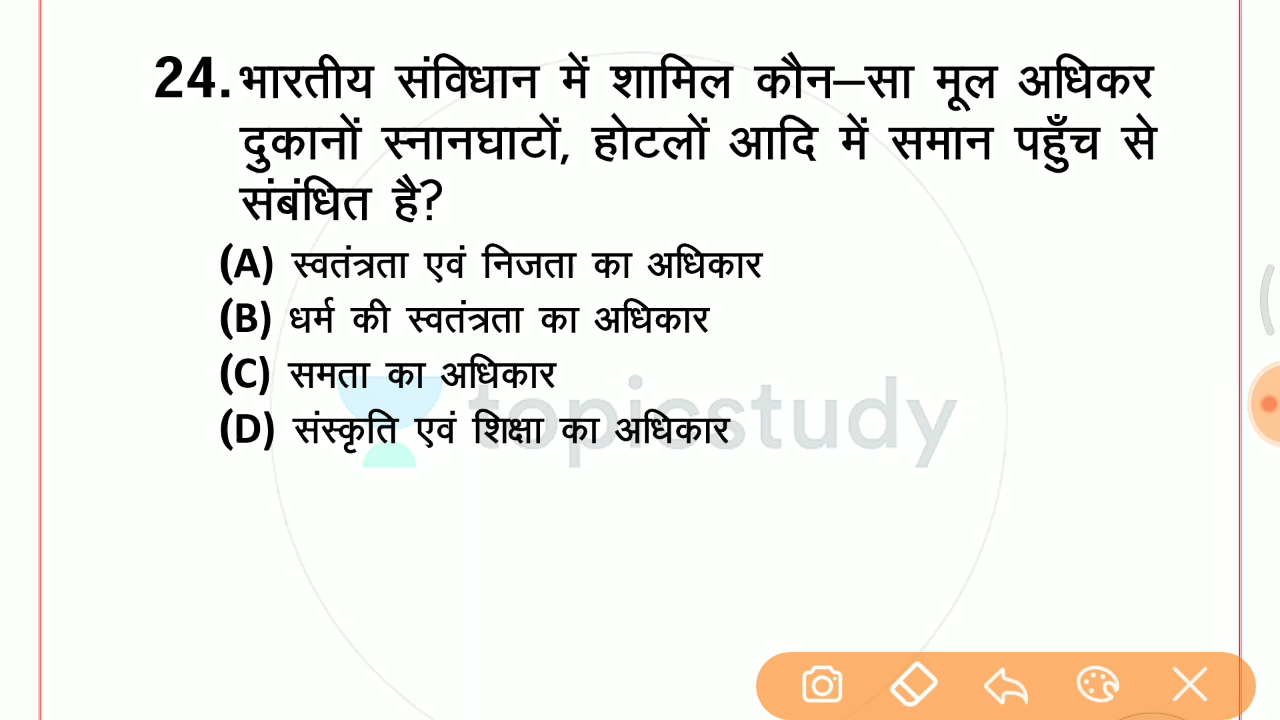 24. भारतीय संविधान में शामिल कौन–सा मूल अधिकर
दुकानों स्नानघाटों, होटलों आदि में समान पहुँच से
संबंधित है?
(A) स्वतंत्रता एवं निजता का अधिकार
(B) धर्म की स्वतंत्रता का अधिकार
(C) समता का अधिकार
(D) संस्कृति एवं शिक्षा का अधिकार
topicstudy